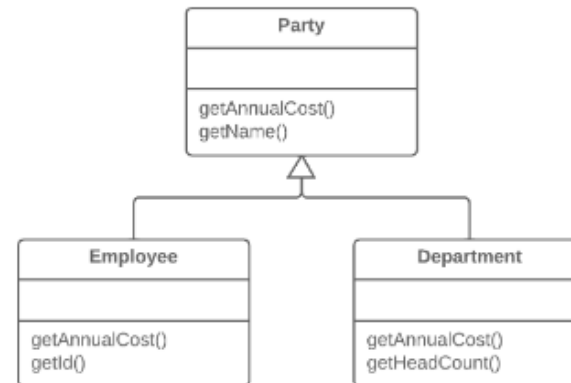 Party
getAnnualCost()
getName()
Employee
getAnnualCost()
getId()
Department
getAnnualCost()
getHeadCount()